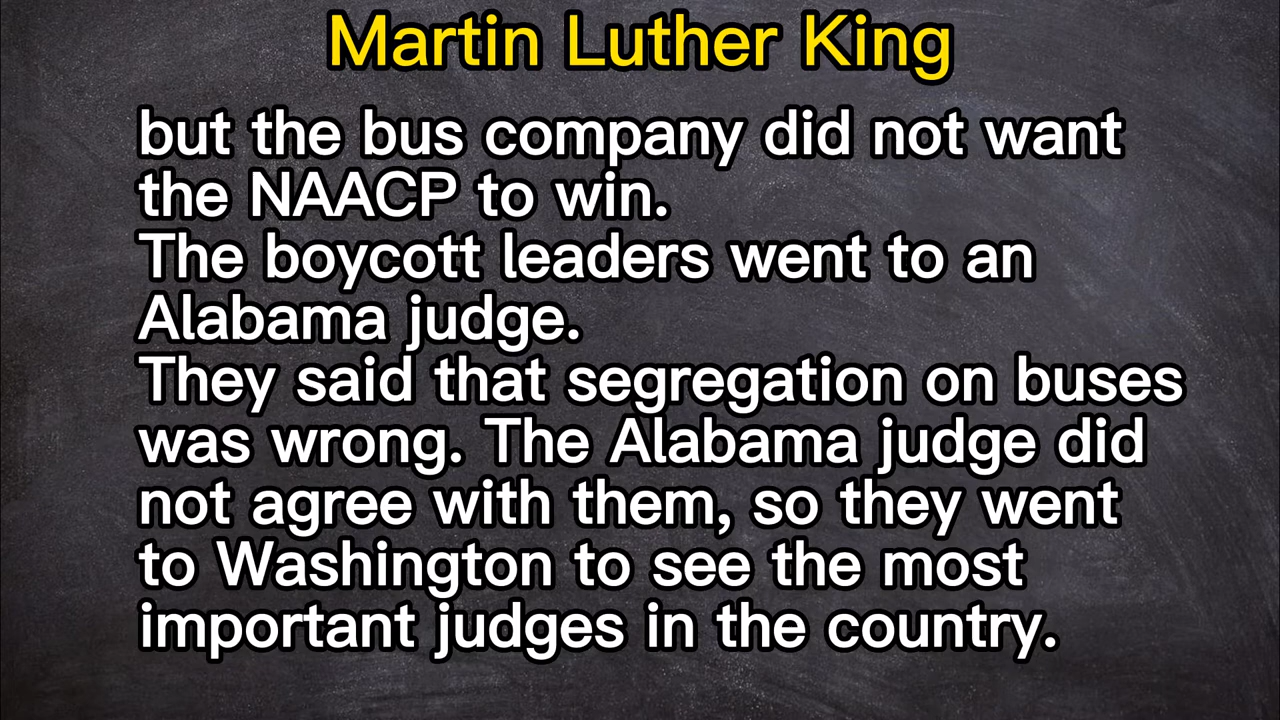 Martin Luther King
but the bus company did not want
the NAACP to win.
The boycott leaders went to an
Alabama judge.
They said that segregation on buses
was wrong. The Alabama judge did
not agree with them, so they went
to Washington to see the most
important judges in the country.